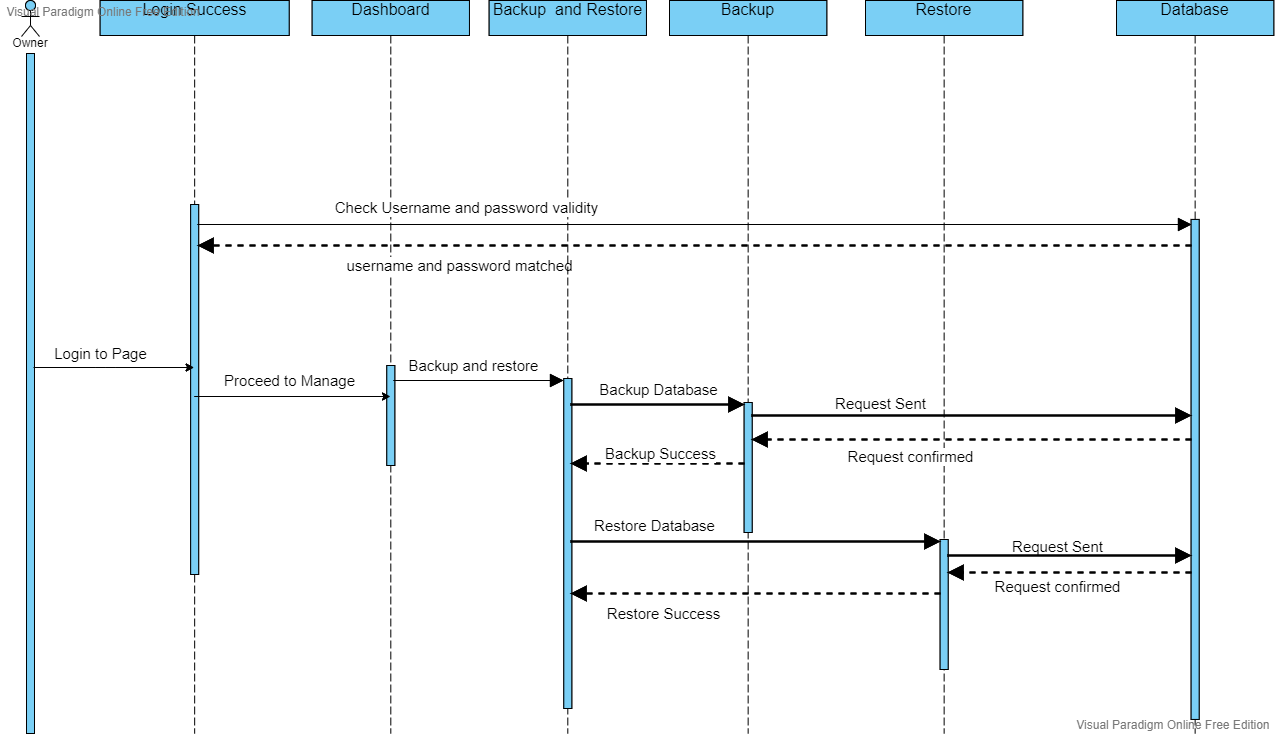 Visual Paradigm Online Free Edition
Login Success
Dashboard
Backup and Restore
Backup
Restore
Database
Owner
Check Username and password validity
username and password matched
Login to Page
Proceed to Manage
Backup and restore
Backup Database
Request Sent
Request confirmed
Backup Success
Restore Database
Request Sent
Request confirmed
Restore Success
Visual Paradigm Online Free Edition